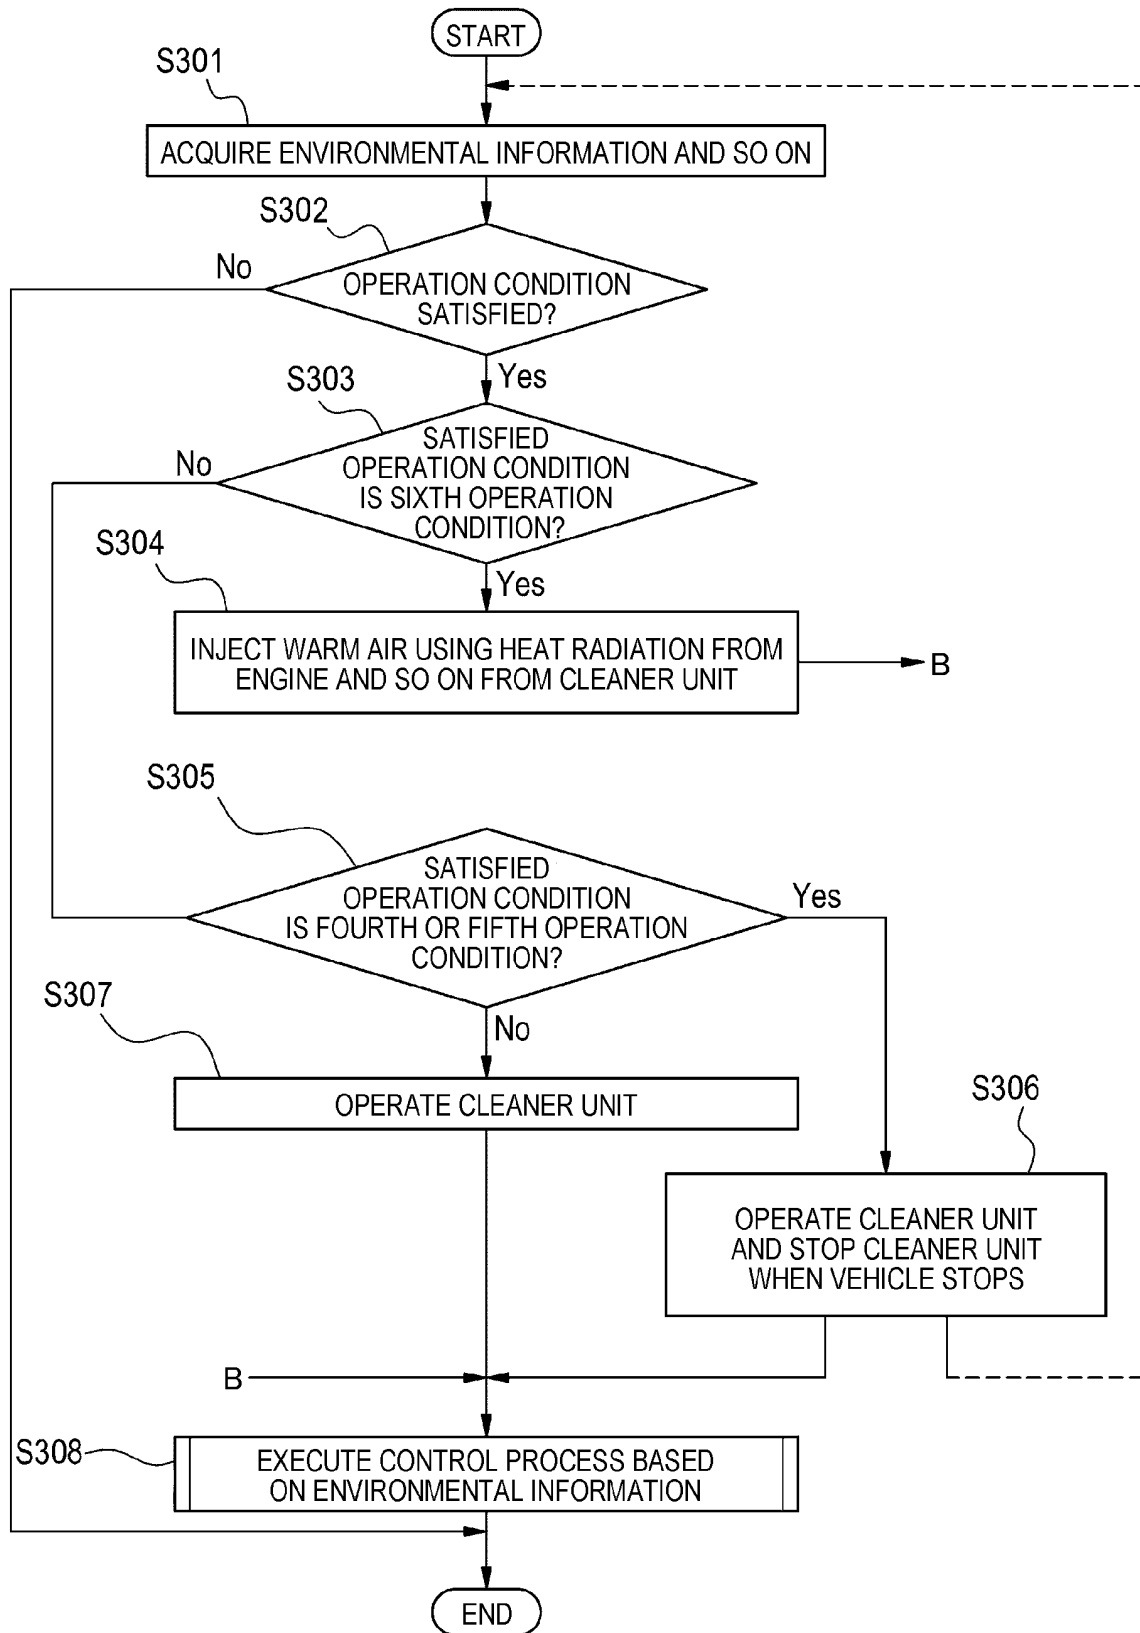 START
S301
ACQUIRE ENVIRONMENTAL INFORMATION AND SO ON
S302
No
OPERATION CONDITION
SATISFIED?
Yes
S303
No
SATISFIED
OPERATION CONDITION
IS SIXTH OPERATION
CONDITION?
Yes
S304
INJECT WARM AIR USING HEAT RADIATION FROM
ENGINE AND SO ON FROM CLEANER UNIT
B
S305
SATISFIED
OPERATION CONDITION
IS FOURTH OR FIFTH OPERATION
CONDITION?
Yes
No
S307
OPERATE CLEANER UNIT
S306
OPERATE CLEANER UNIT
AND STOP CLEANER UNIT
WHEN VEHICLE STOPS
B
S308
EXECUTE CONTROL PROCESS BASED
ON ENVIRONMENTAL INFORMATION
END